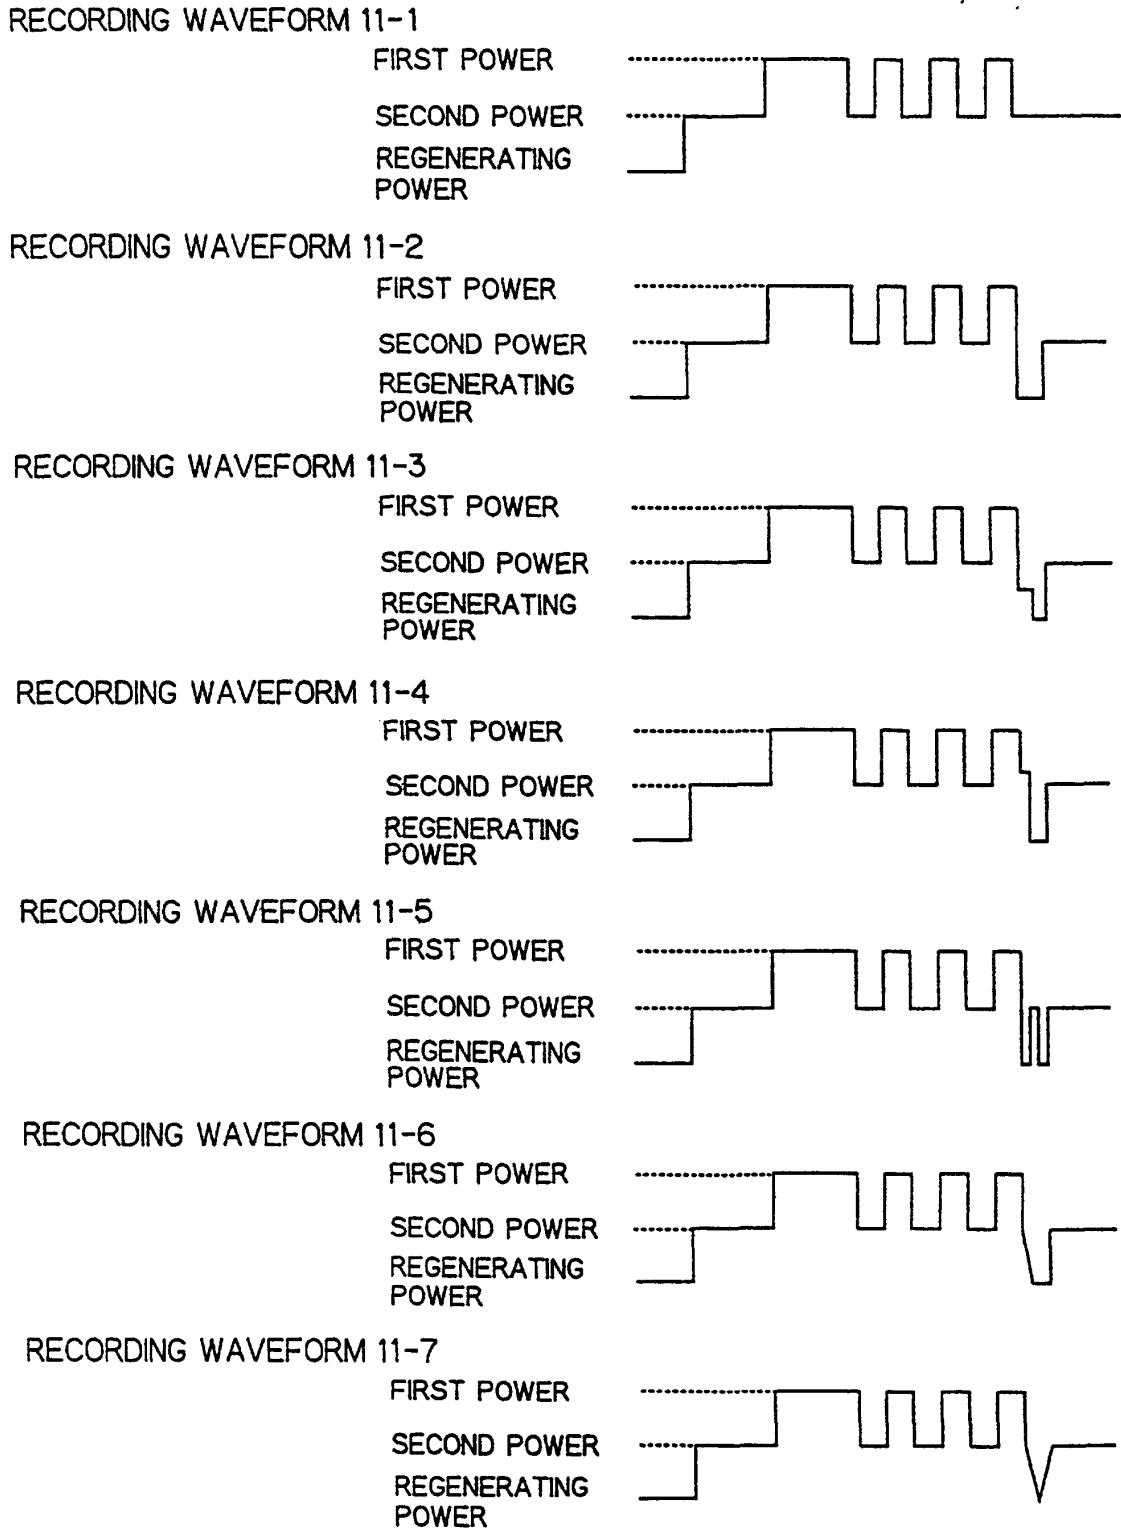 RECORDING WAVEFORM 11-1
FIRST POWER
SECOND POWER
REGENERATING
POWER
RECORDING WAVEFORM 11-2
FIRST POWER
SECOND POWER
REGENERATING
POWER
RECORDING WAVEFORM 11-3
FIRST POWER
SECOND POWER
REGENERATING
POWER
RECORDING WAVEFORM 11-4
FIRST POWER
SECOND POWER
REGENERATING
POWER
RECORDING WAVEFORM 11-5
FIRST POWER
SECOND POWER
REGENERATING
POWER
RECORDING WAVEFORM 11-6
FIRST POWER
SECOND POWER
REGENERATING
POWER
RECORDING WAVEFORM 11-7
FIRST POWER
SECOND POWER
REGENERATING
POWER